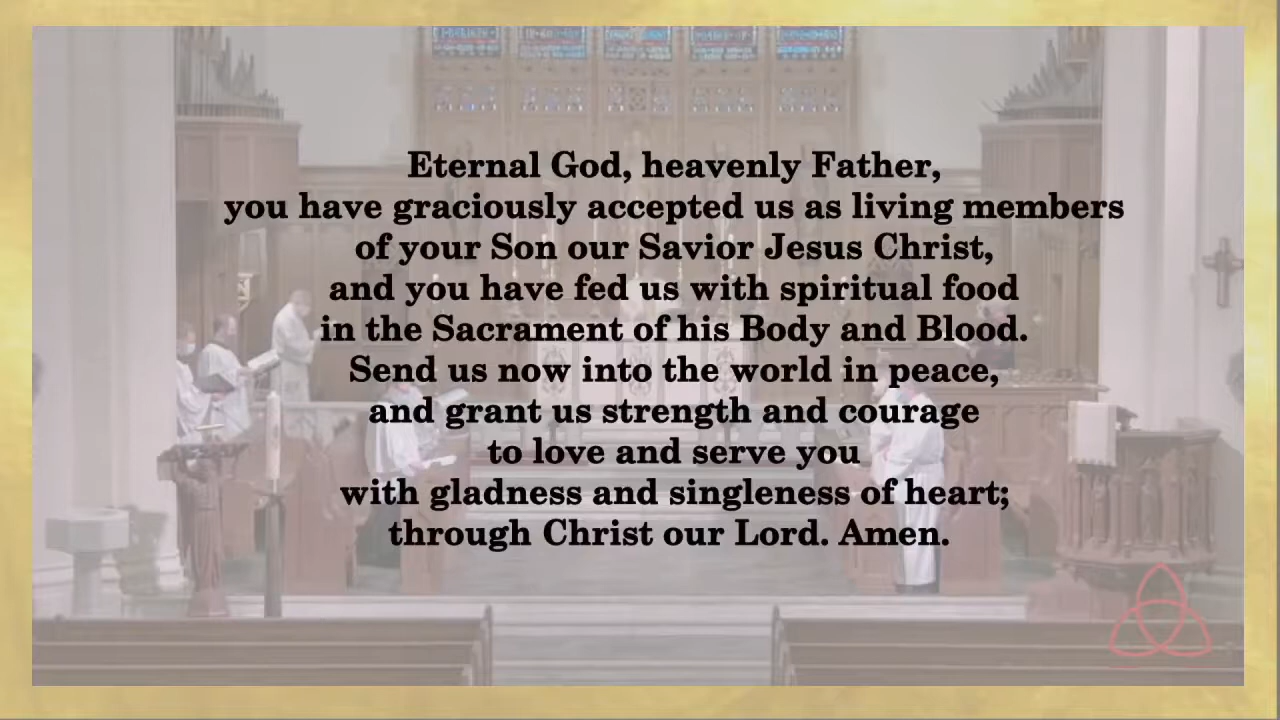 Eternal God, heavenly Father,
you have graciously accepted us as living members
of your Son our Savior Jesus Christ,
and you have fed us with spiritual food
in the Sacrament of his Body and Blood.
Send us now into the world in peace,
and grant us strength and courage
to love and serve you
with gladness and singleness of heart;
through Christ our Lord. Amen.